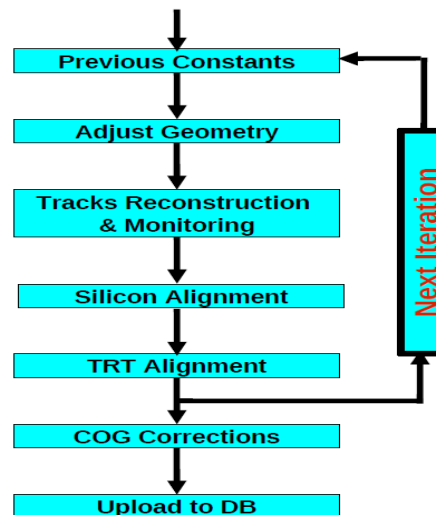 Previous Constants
Adjust Geometry
Tracks Reconstruction
& Monitoring
Silicon Alignment
TRT Alignment
COG Corrections
Upload to DB
Next Iteration